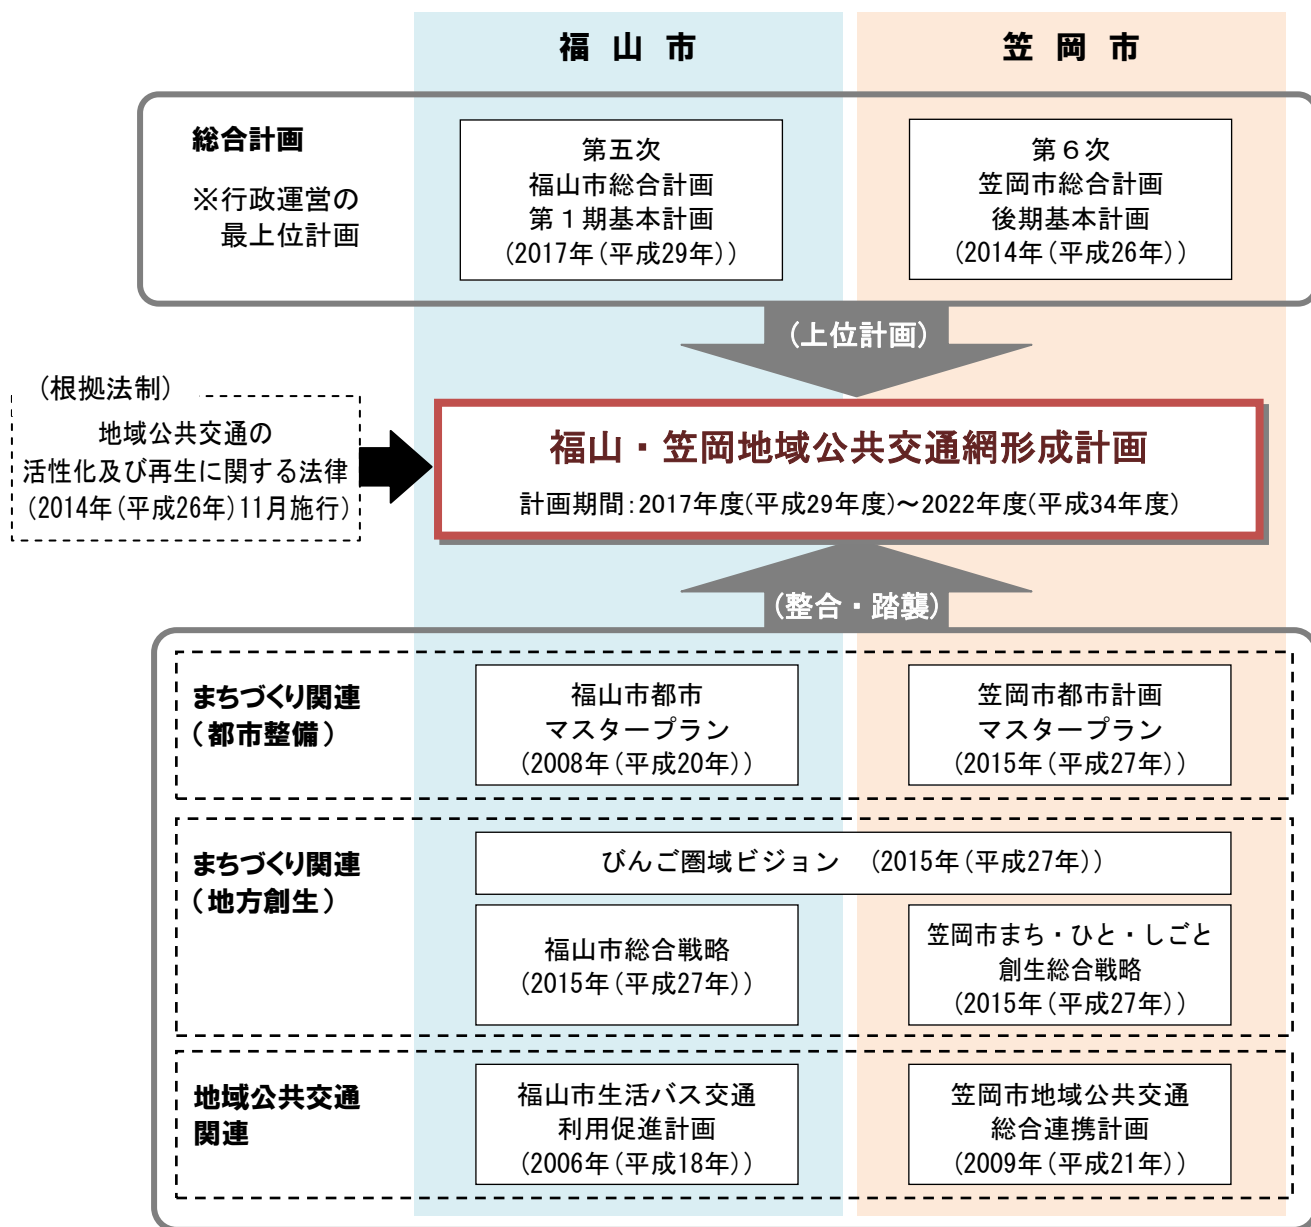 福山市
笠岡市
総合計画
※行政運営の
最上位計画
第五次
福山市総合計画
第１期基本計画
(2017年(平成29年))
第６次
笠岡市総合計画
後期基本計画
(2014年(平成26年))
(上位計画)
(根拠法制)
地域公共交通の
活性化及び再生に関する法律
(2014年(平成26年)11月施行)
福山・笠岡地域公共交通網形成計画
計画期間：2017年度(平成29年度)～2022年度(平成34年度)
(整合・踏襲)
まちづくり関連
（都市整備）
福山市都市
マスタープラン
(2008年(平成20年))
笠岡市都市計画
マスタープラン
(2015年(平成27年))
まちづくり関連
（地方創生）
びんご圏域ビジョン　(2015年(平成27年))
福山市総合戦略
(2015年(平成27年))
笠岡市まち・ひと・しごと
創生総合戦略
(2015年(平成27年))
地域公共交通
関連
福山市生活バス交通
利用促進計画
(2006年(平成18年))
笠岡市地域公共交通
総合連携計画
(2009年(平成21年))